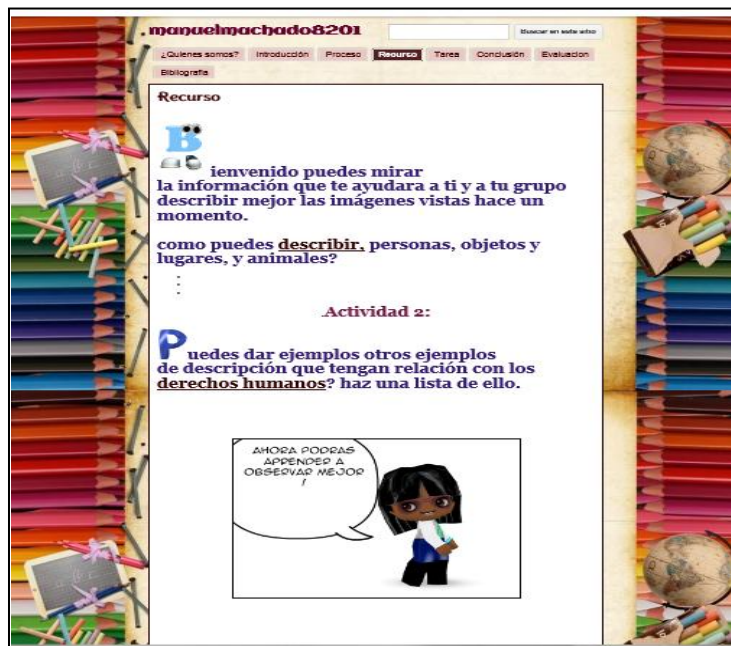 manuelmachado8201
Buscar en este sitio
¿Quienes somos? Introducción Proceso Recurso Tarea Conclusión Evaluacion
Bibliografia
Recurso
Bienvenido puedes mirar
la información que te ayudara a ti y a tu grupo
describir mejor las imágenes vistas hace un
momento.
como puedes describir, personas, objetos y
lugares, y animales?
Actividad 2:
Puedes dar ejemplos otros ejemplos
de descripción que tengan relación con los
derechos humanos? haz una lista de ello.
AHORA PODRAS
APRENDER A
OBSERVAR MEJOR
!